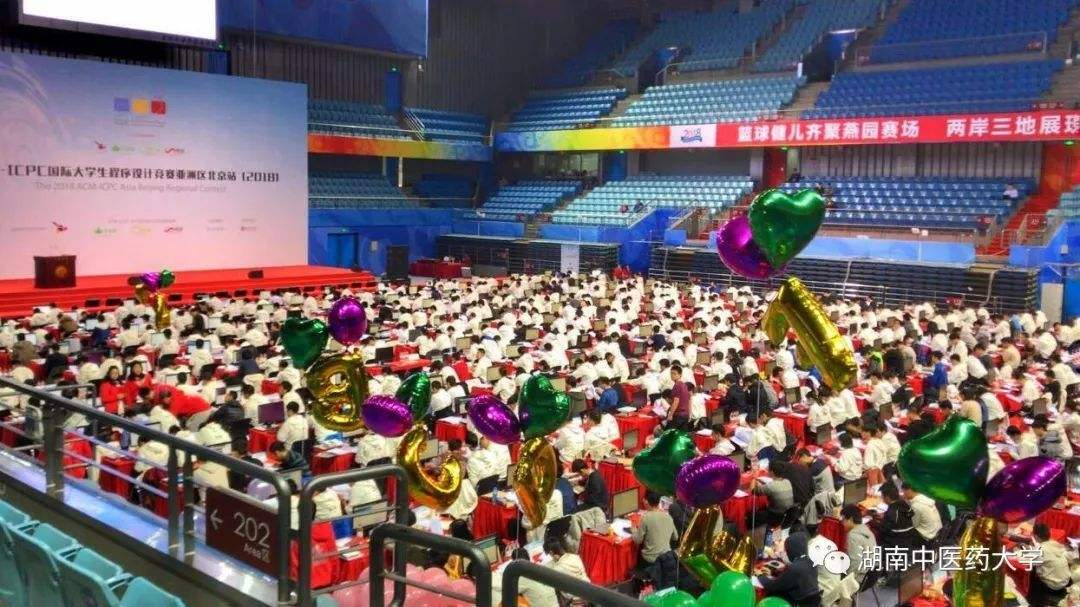 -ICPC国际大学生程序设计竞赛亚洲区北京站（2018）
The 2018 ACM-ICPC Asia Beijing Regional Contest
2018
篮球健儿齐聚燕园赛场 两岸三地展现
← 202
Area区
湖南中医药大学